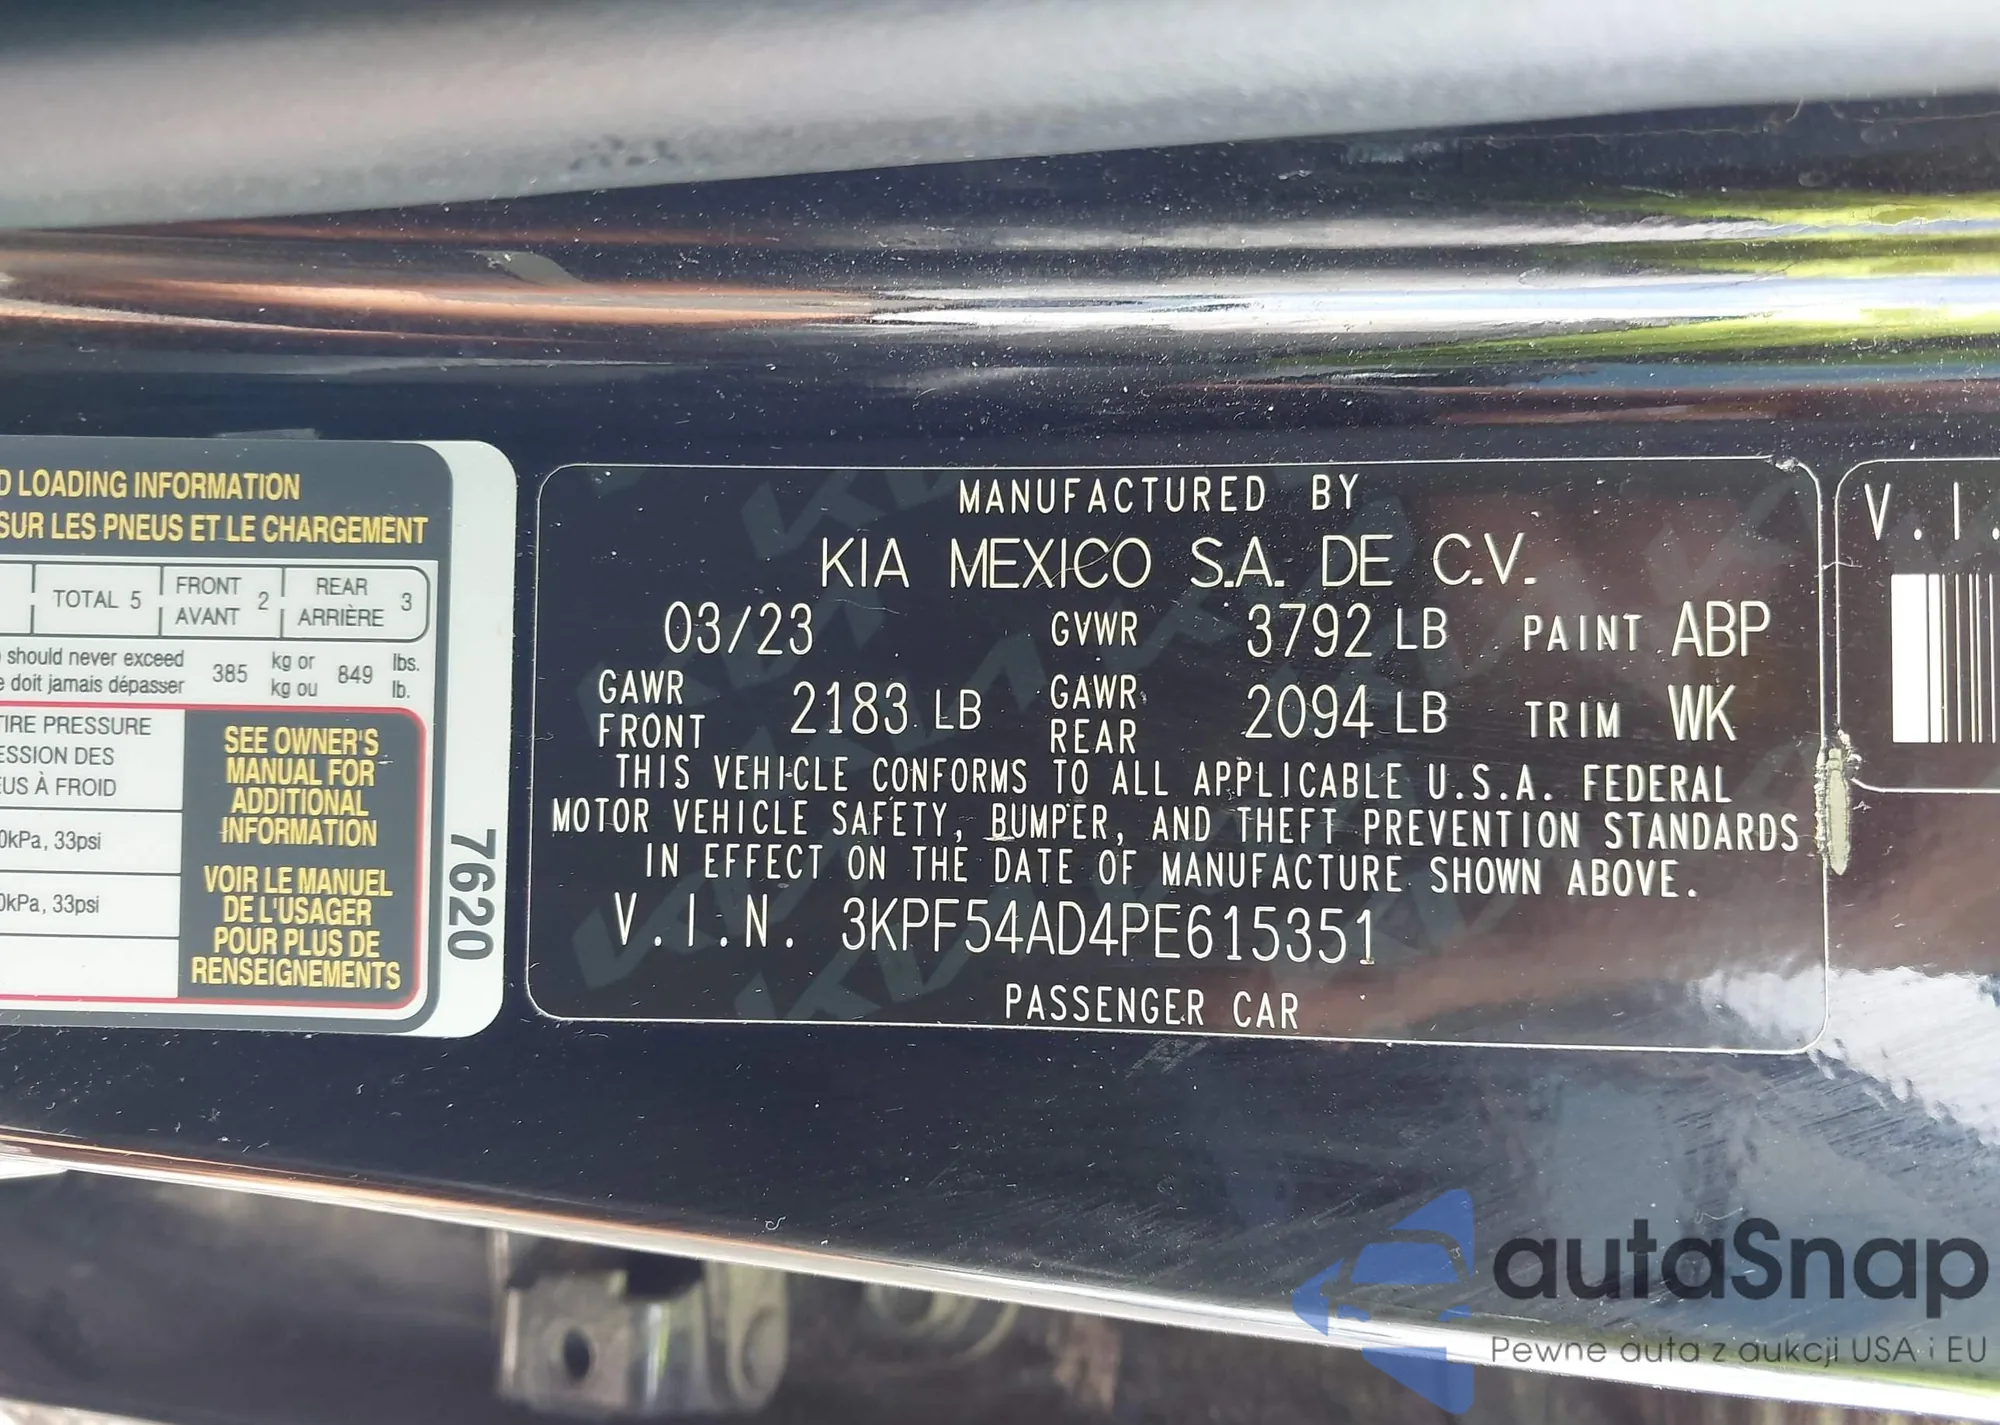 D LOADING INFORMATION
SUR LES PNEUS ET LE CHARGEMENT
TOTAL 5
FRONT
AVANT
2
REAR
ARRIÈRE
3
should never exceed
e doit jamais dépasser
385
kg or
kg ou
849
lbs.
lb.
TIRE PRESSURE
ESSION DES
EUS À FROID
0kPa, 33psi
0kPa, 33psi
SEE OWNER'S
MANUAL FOR
ADDITIONAL
INFORMATION
VOIR LE MANUEL
DE L'USAGER
POUR PLUS DE
RENSEIGNEMENTS
7620
MANUFACTURED BY
KIA MEXICO S.A. DE C.V.
03/23 GVWR 3792 LB PAINT ABP
GAWR FRONT 2183 LB GAWR REAR 2094 LB TRIM WK
THIS VEHICLE CONFORMS TO ALL APPLICABLE U.S.A. FEDERAL
MOTOR VEHICLE SAFETY, BUMPER, AND THEFT PREVENTION STANDARDS
IN EFFECT ON THE DATE OF MANUFACTURE SHOWN ABOVE.
V.I.N. 3KPF54AD4PE615351
PASSENGER CAR
V.I.
autaSnap
Pewne auta z aukcji USA i EU